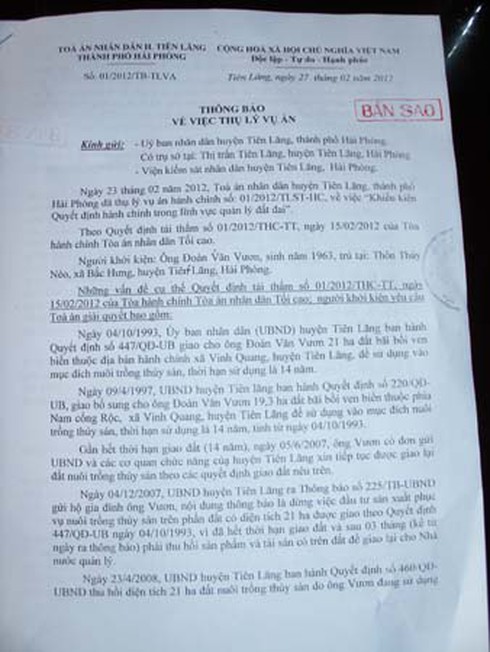 TOÀ ÁN NHÂN DÂN H. TIÊN LÃNG
THÀNH PHỐ HẢI PHÒNG
Số: 01/2012/TB-TLVA
CỘNG HOÀ XÃ HỘI CHỦ NGHĨA VIỆT NAM
Độc lập - Tự do - Hạnh phúc
Tiên Lãng, ngày 27 tháng 02 năm 2012
THÔNG BÁO
VỀ VIỆC THỤ LÝ VỤ ÁN
BẢN SAO
Kính gửi: - Uỷ ban nhân dân huyện Tiên Lãng, thành phố Hải Phòng.
Có trụ sở tại: Thị trấn Tiên Lãng, huyện Tiên Lãng, Hải Phòng
- Viện kiểm sát nhân dân huyện Tiên Lãng, Hải Phòng.
Ngày 23 tháng 02 năm 2012, Toà án nhân dân huyện Tiên Lãng, thành phố
Hải Phòng đã thụ lý vụ án hành chính số: 01/2012/TLST-HC, về việc "Khiếu kiện
Quyết định hành chính trong lĩnh vực quản lý đất đai".
Theo Quyết định tái thẩm số 01/2012/THC-TT, ngày 15/02/2012 của Tòa
hành chính Tòa án nhân dân Tối cao.
Người khởi kiện: Ông Đoàn Văn Vươn, sinh năm 1963, trú tại: Thôn Thúy
Nẻo, xã Bắc Hưng, huyện Tiên Lãng, Hải Phòng.
Những vấn đề cụ thể Quyết định tái thẩm số 01/2012/THC-TT, ngày
15/02/2012 của Tòa hành chính Tòa án nhân dân Tối cao; người khởi kiện yêu cầu
Toà án giải quyết bao gồm:
Ngày 04/10/1993, Ủy ban nhân dân (UBND) huyện Tiên Lãng ban hành
Quyết định số 447/QĐ-UB giao cho ông Đoàn Văn Vươn 21 ha đất bãi bồi ven
biển thuộc địa bàn hành chính xã Vinh Quang, huyện Tiên Lãng, để sử dụng vào
mục đích nuôi trồng thủy sản, thời hạn sử dụng là 14 năm.
Ngày 09/4/1997, UBND huyện Tiên lãng ban hành Quyết định số 220/QĐ-
UB, giao bổ sung cho ông Đoàn Văn Vươn 19,3 ha đất bãi bồi ven biển thuộc phía
Nam cống Rộc, xã Vinh Quang, huyện Tiên Lãng để sử dụng vào mục đích nuôi
trồng thủy sản, thời hạn sử dụng là 14 năm, tính từ ngày 04/10/1993.
Gần hết thời hạn giao đất (14 năm), ngày 05/6/2007, ông Vươn có đơn gửi
UBND và các cơ quan chức năng của huyện Tiên Lãng xin tiếp tục được giao lại
đất nuôi trồng thủy sản theo các quyết định giao đất nêu trên.
Ngày 04/12/2007, UBND huyện Tiên Lãng ra Thông báo số 225/TB-UBND
gửi hộ gia đình ông Vươn, nội dung thông báo là dừng việc đầu tư sản xuất phục
vụ nuôi trồng thủy sản trên phần đất có diện tích 21 ha được giao theo Quyết định
447/QĐ-UB ngày 04/10/1993, vì đã hết thời hạn giao đất và sau 03 tháng (kể từ
ngày ra thông báo) phải thu hồi sản phẩm và tài sản có trên đất để giao lại cho Nhà
nước quản lý.
Ngày 23/4/2008, UBND huyện Tiên Lãng ban hành Quyết định số 460/QĐ-
UBND thu hồi diện tích 21 ha đất nuôi trồng thủy sản do ông Vươn đang sử dụng